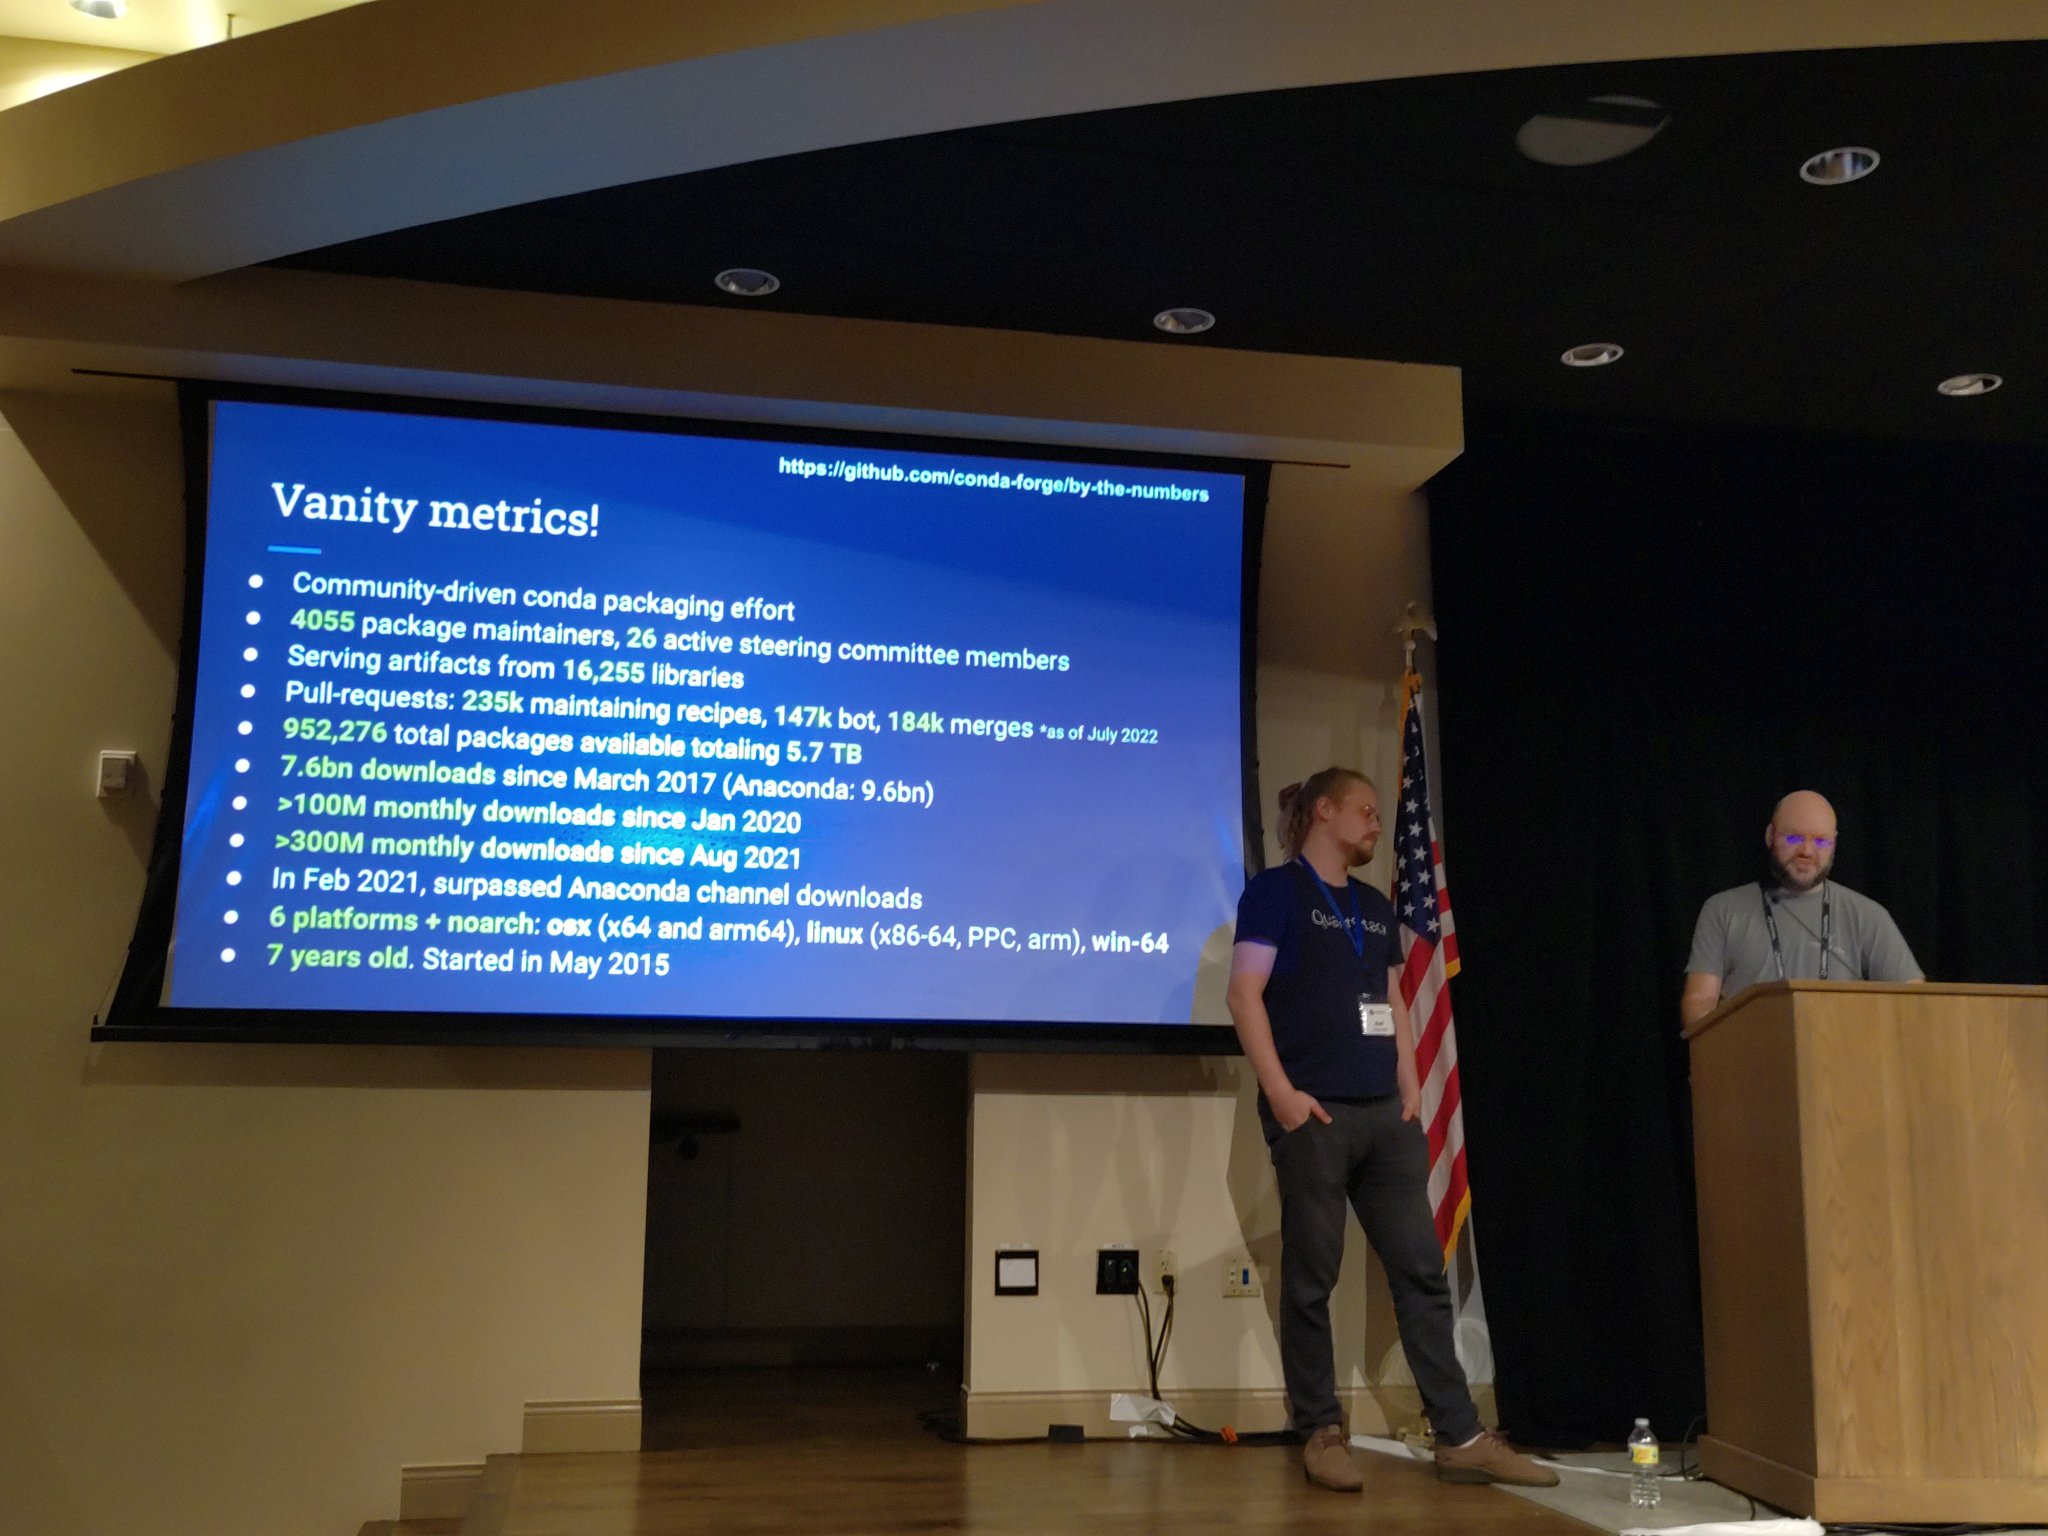 https://github.com/conda-forge/by-the-numbers
Vanity metrics!
● Community-driven conda packaging effort
● 4055 package maintainers, 26 active steering committee members
● Serving artifacts from 16,255 libraries
● Pull-requests: 235k maintaining recipes, 147k bot, 184k merges *as of July 2022
● 952,276 total packages available totaling 5.7 TB
● 7.6bn downloads since March 2017 (Anaconda: 9.6bn)
● >100M monthly downloads since Jan 2020
● >300M monthly downloads since Aug 2021
● In Feb 2021, surpassed Anaconda channel downloads
● 6 platforms + noarch: osx (x64 and arm64), linux (x86-64, PPC, arm), win-64
● 7 years old. Started in May 2015